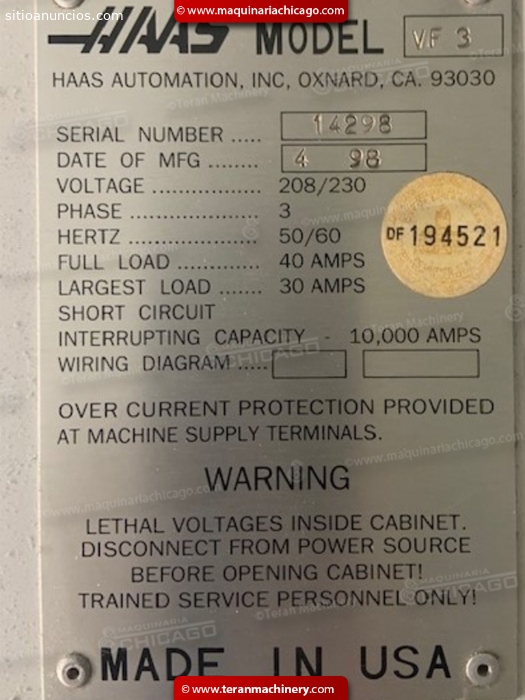 sitioanuncios.com
www.maquinariachicago.com
HAAS MODEL VF 3
HAAS AUTOMATION, INC, OXNARD, CA. 93030
SERIAL NUMBER ..... 14298
DATE OF MFG ........ 4 98
VOLTAGE ................. 208/230
PHASE .................... 3
HERTZ .................... 50/60
FULL LOAD ............. 40 AMPS
LARGEST LOAD ....... 30 AMPS
SHORT CIRCUIT
INTERRUPTING CAPACITY - 10,000 AMPS
WIRING DIAGRAM .....
DF 194521
OVER CURRENT PROTECTION PROVIDED
AT MACHINE SUPPLY TERMINALS.
WARNING
LETHAL VOLTAGES INSIDE CABINET.
DISCONNECT FROM POWER SOURCE
BEFORE OPENING CABINET!
TRAINED SERVICE PERSONNEL ONLY!
MADE IN USA
www.teranmachinery.com